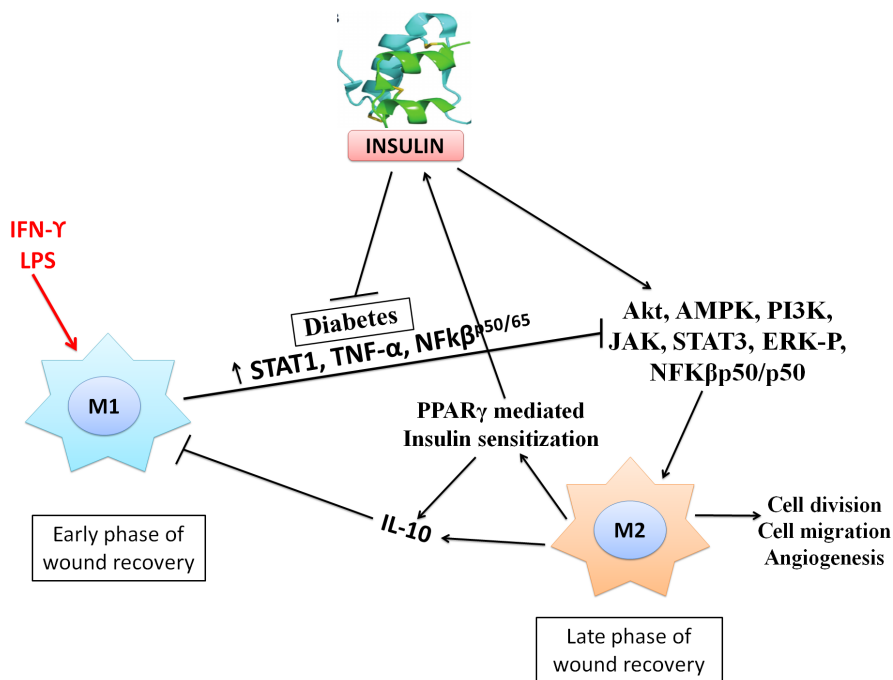 INSULIN
IFN-ϒ
LPS
Diabetes
↑ STAT1, TNF-α, NFkβp50/65
Akt, AMPK, PI3K,
JAK, STAT3, ERK-P,
NFKβp50/p50
M1
PPARγ mediated
Insulin sensitization
IL-10
M2
Cell division
Cell migration
Angiogenesis
Early phase of
wound recovery
Late phase of
wound recovery